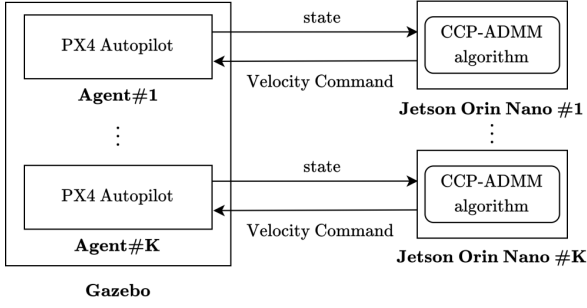 PX4 Autopilot
Agent#1
state
Velocity Command
CCP-ADMM
algorithm
Jetson Orin Nano #1
PX4 Autopilot
Agent#K
state
Velocity Command
CCP-ADMM
algorithm
Jetson Orin Nano #K
Gazebo